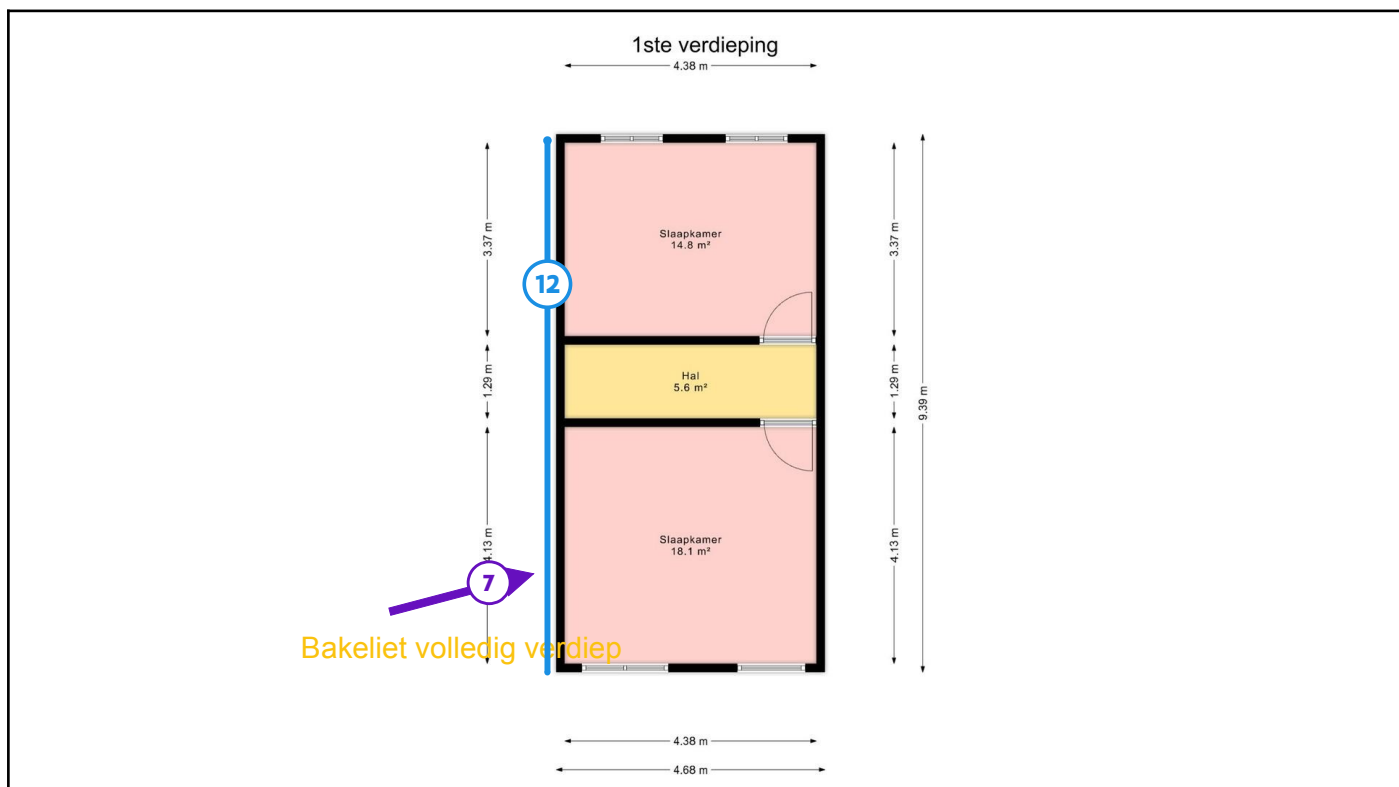 1ste verdieping
4.38 m
3.37 m
3.37 m
Slaapkamer
14.8 m²
12
1.29 m
1.29 m
Hal
5.6 m²
9.39 m
4.13 m
4.13 m
Slaapkamer
18.1 m²
7
Bakeliet volledig verdiep
4.38 m
4.68 m